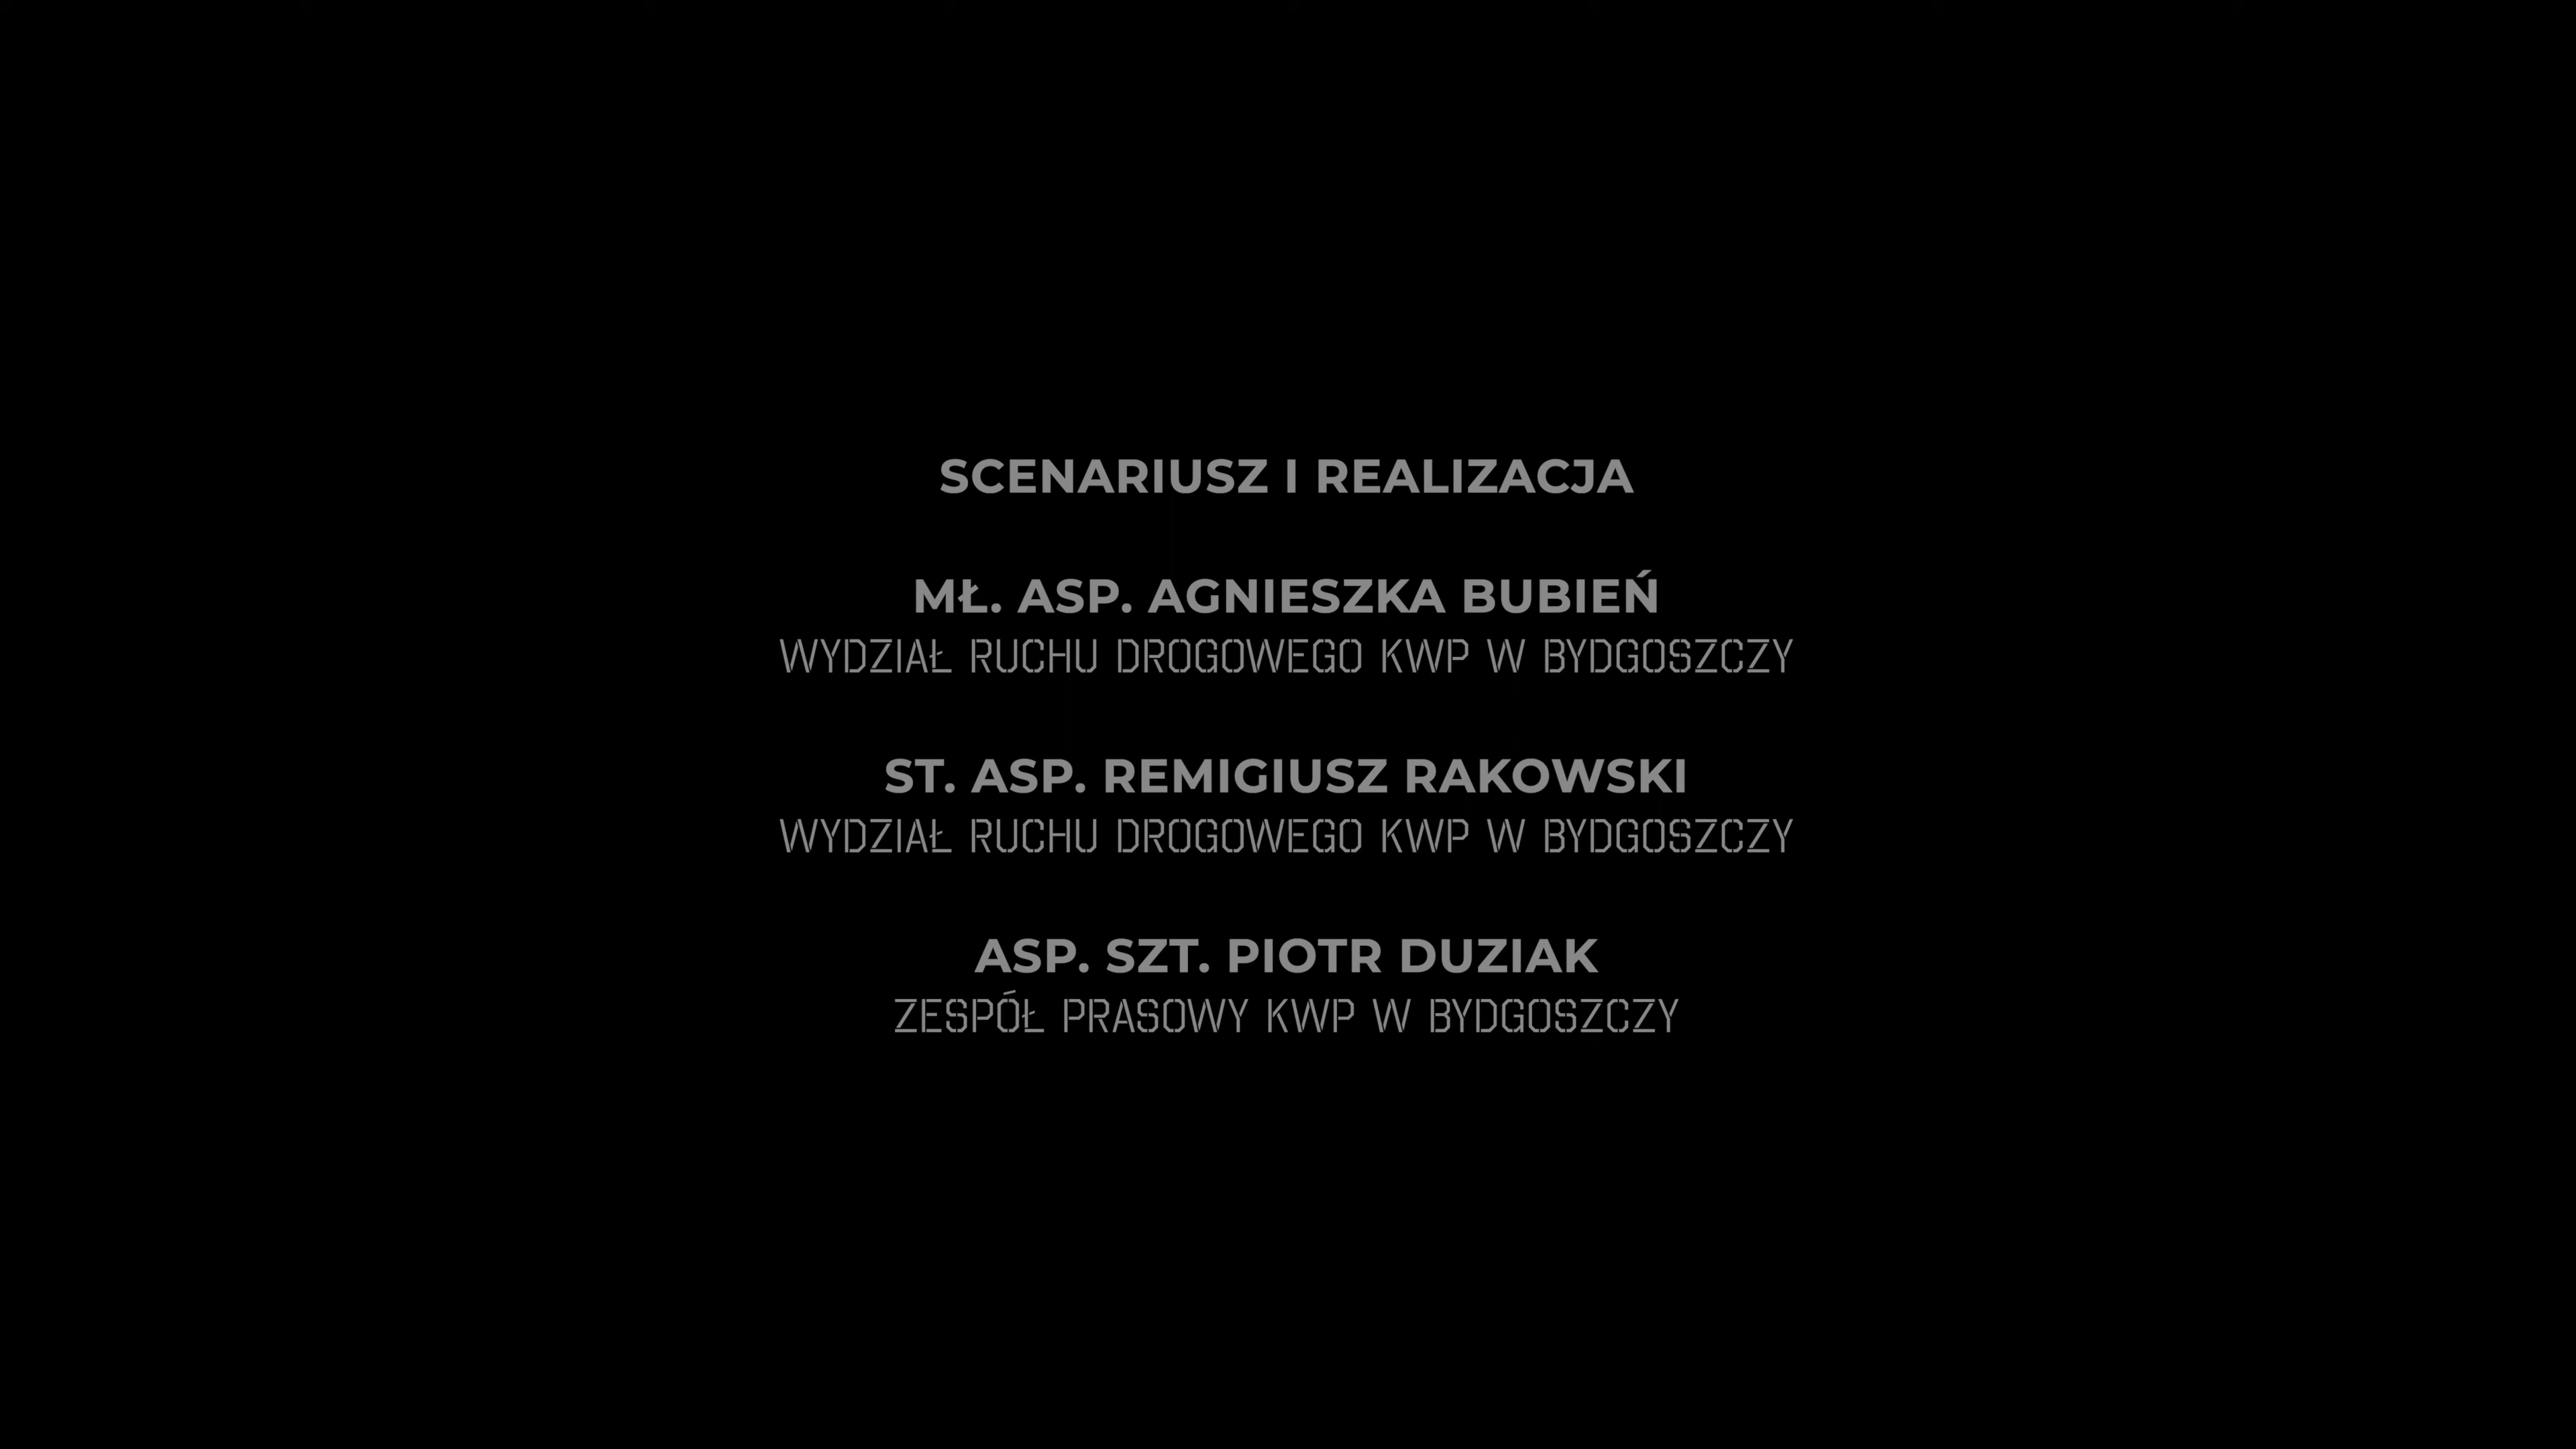 SCENARIUSZ I REALIZACJA
MŁ. ASP. AGNIESZKA BUBIEŃ
WYDZIAŁ RUCHU DROGOWEGO KWP W BYDGOSZCZY
ST. ASP. REMIGIUSZ RAKOWSKI
WYDZIAŁ RUCHU DROGOWEGO KWP W BYDGOSZCZY
ASP. SZT. PIOTR DUZIAK
ZESPÓŁ PRASOWY KWP W BYDGOSZCZY